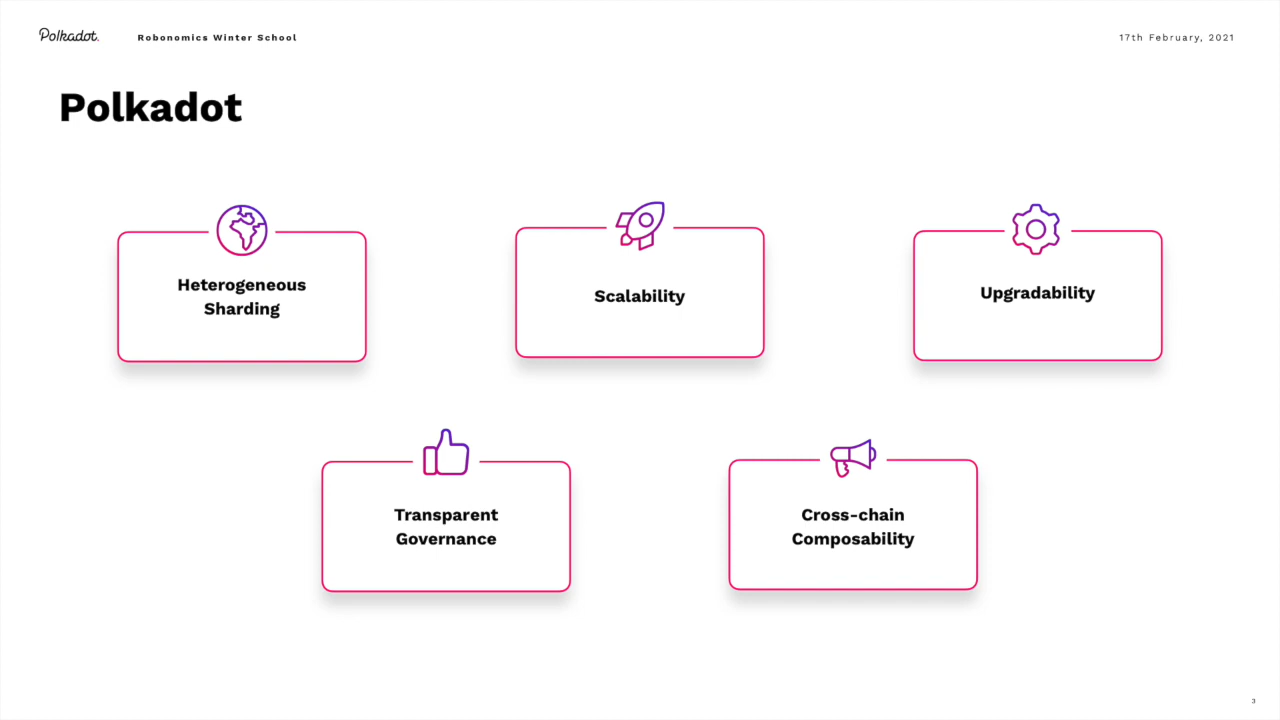 Polkadot.
Robonomics Winter School
17th February, 2021
Polkadot
Heterogeneous
Sharding
Scalability
Upgradability
Transparent
Governance
Cross-chain
Composability
3